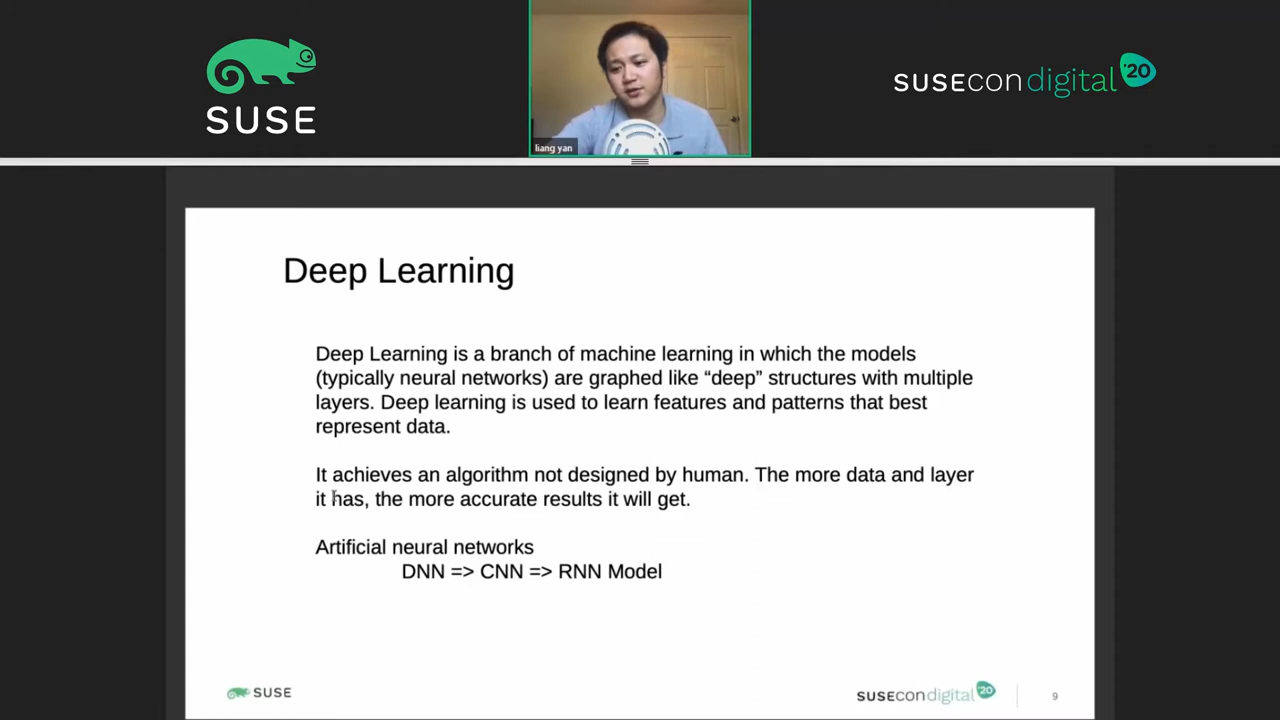 SUSE
SUSEcon digital '20
liang yan
Deep Learning
Deep Learning is a branch of machine learning in which the models
(typically neural networks) are graphed like “deep” structures with multiple
layers. Deep learning is used to learn features and patterns that best
represent data.
It achieves an algorithm not designed by human. The more data and layer
it has, the more accurate results it will get.
Artificial neural networks
DNN => CNN => RNN Model
SUSE
SUSEcon digital '20
9